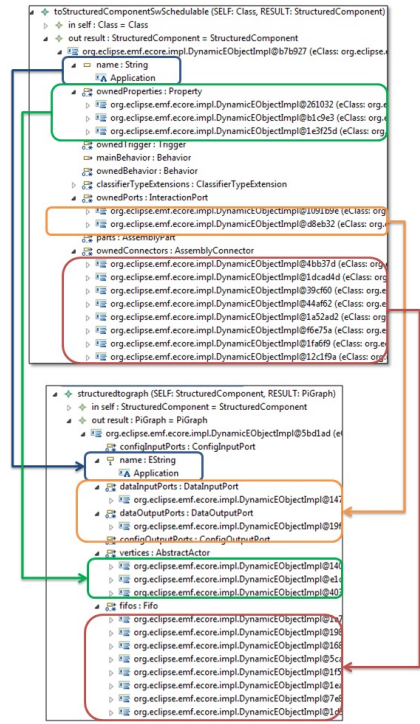 toStructuredComponentSwSchedulable (SELF: Class, RESULT: StructuredComponent)
in self : Class = Class
out result : StructuredComponent = StructuredComponent
org.eclipse.emf.ecore.impl.DynamicEObjectImpl@b7b927 (eClass: org.eclipse.
name : String
Application
ownedProperties : Property
org.eclipse.emf.ecore.impl.DynamicEObjectImpl@261032 (eClass: org.e
org.eclipse.emf.ecore.impl.DynamicEObjectImpl@b1c9e3 (eClass: org.e
org.eclipse.emf.ecore.impl.DynamicEObjectImpl@1e3f25d (eClass: org.
ownedTrigger : Trigger
mainBehavior : Behavior
ownedBehavior : Behavior
classifierTypeExtensions : ClassifierTypeExtension
ownedPorts : InteractionPort
org.eclipse.emf.ecore.impl.DynamicEObjectImpl@1091b9e (eClass: org
org.eclipse.emf.ecore.impl.DynamicEObjectImpl@d8eb32 (eClass: org.
parts : AssemblyPart
ownedConnectors : AssemblyConnector
org.eclipse.emf.ecore.impl.DynamicEObjectImpl@4bb37d (eClass: org.e
org.eclipse.emf.ecore.impl.DynamicEObjectImpl@1dcad4d (eClass: org.
org.eclipse.emf.ecore.impl.DynamicEObjectImpl@39cf60 (eClass: org.e
org.eclipse.emf.ecore.impl.DynamicEObjectImpl@44af62 (eClass: org.e
org.eclipse.emf.ecore.impl.DynamicEObjectImpl@1a52ad2 (eClass: org.
org.eclipse.emf.ecore.impl.DynamicEObjectImpl@f6e75a (eClass: org.e
org.eclipse.emf.ecore.impl.DynamicEObjectImpl@1fa6f9 (eClass: org.e
org.eclipse.emf.ecore.impl.DynamicEObjectImpl@12c1f9a (eClass: org.
structuredtograph (SELF: StructuredComponent, RESULT: PiGraph)
in self : StructuredComponent = StructuredComponent
out result : PiGraph = PiGraph
org.eclipse.emf.ecore.impl.DynamicEObjectImpl@5bd1ad (e
configInputPorts : ConfigInputPort
name : EString
Application
dataInputPorts : DataInputPort
org.eclipse.emf.ecore.impl.DynamicEObjectImpl@147
dataOutputPorts : DataOutputPort
org.eclipse.emf.ecore.impl.DynamicEObjectImpl@19f
configOutputPorts : ConfigOutputPort
vertices : AbstractActor
org.eclipse.emf.ecore.impl.DynamicEObjectImpl@140
org.eclipse.emf.ecore.impl.DynamicEObjectImpl@e1c
org.eclipse.emf.ecore.impl.DynamicEObjectImpl@403
fifos : Fifo
org.eclipse.emf.ecore.impl.DynamicEObjectImpl@1a7
org.eclipse.emf.ecore.impl.DynamicEObjectImpl@198
org.eclipse.emf.ecore.impl.DynamicEObjectImpl@168
org.eclipse.emf.ecore.impl.DynamicEObjectImpl@5ca
org.eclipse.emf.ecore.impl.DynamicEObjectImpl@1f5
org.eclipse.emf.ecore.impl.DynamicEObjectImpl@1ea
org.eclipse.emf.ecore.impl.DynamicEObjectImpl@7e8
org.eclipse.emf.ecore.impl.DynamicEObjectImpl@1d5